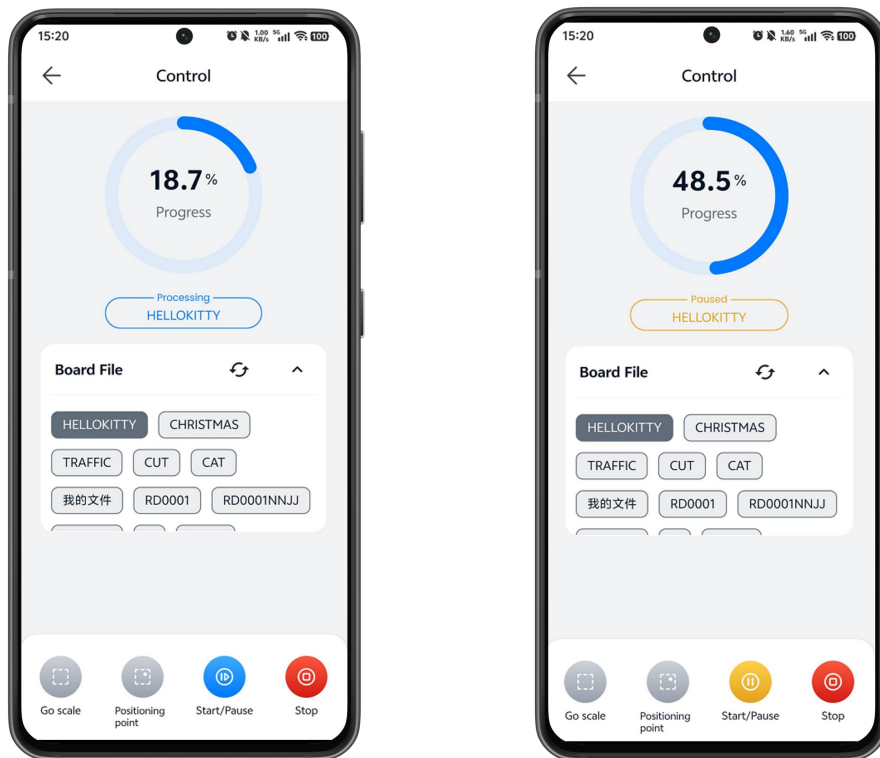 15:20 1.00 KB/s 5G 100
Control
18.7%
Progress
Processing
HELLOKITTY
Board File
HELLOKITTY CHRISTMAS
TRAFFIC CUT CAT
我的文件 RD0001 RD0001NNJJ
Go scale Positioning point Start/Pause Stop
15:20 1.60 KB/s 5G 100
Control
48.5%
Progress
Paused
HELLOKITTY
Board File
HELLOKITTY CHRISTMAS
TRAFFIC CUT CAT
我的文件 RD0001 RD0001NNJJ
Go scale Positioning point Start/Pause Stop